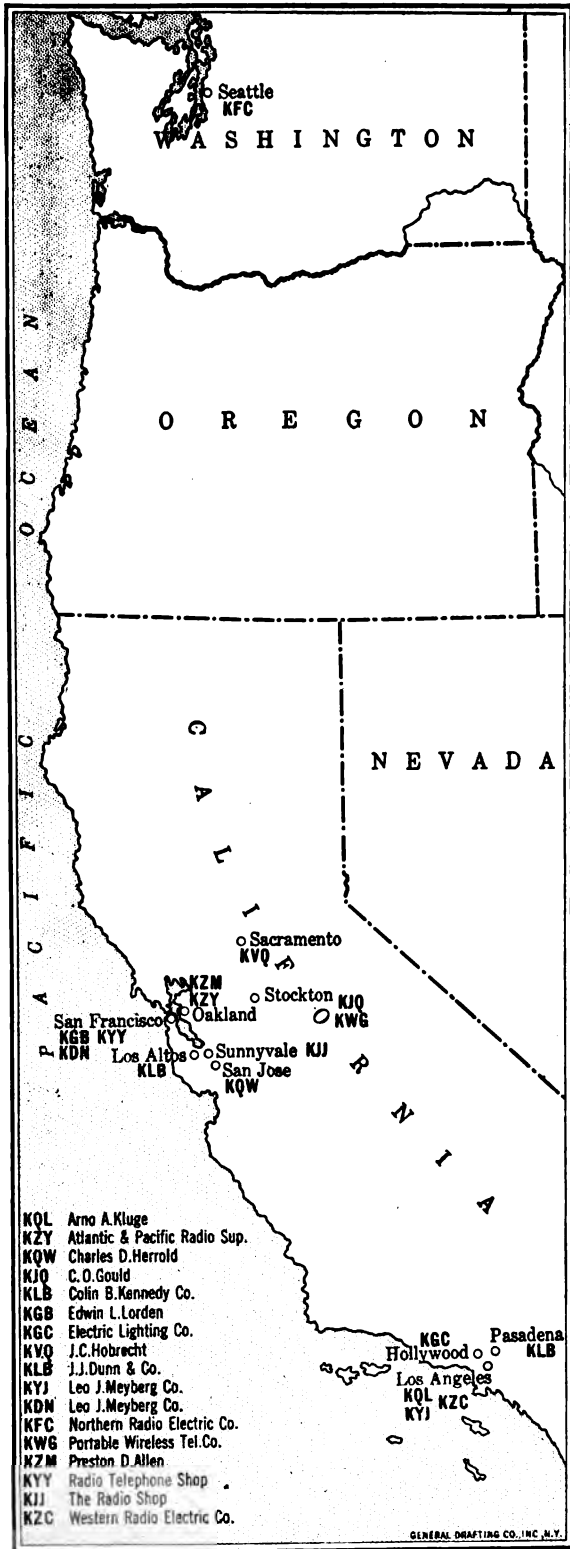 Seattle
KFC
WASHINGTON
OREGON
PACIFIC OCEAN
NEVADA
CALIFORNIA
Sacramento
KVQ
KZM
KZY
Stockton
KJQ
KWG
San Francisco
Oakland
KGB KYY
KDN
Los Altos
KLB
Sunnyvale KJJ
San Jose
KQW
KQL Arno A.Kluge
KZY Atlantic & Pacific Radio Sup.
KQW Charles D.Herrold
KJQ C.O.Gould
KLB Colin B.Kennedy Co.
KGB Edwin L.Lorden
KGC Electric Lighting Co.
KVQ J.C.Hobrecht
KLB J.J.Dunn & Co.
KYJ Leo J.Meyberg Co.
KDN Leo J.Meyberg Co.
KFC Northern Radio Electric Co.
KWG Portable Wireless Tel.Co.
KZM Preston D.Allen
KYY Radio Telephone Shop
KJJ The Radio Shop
KZC Western Radio Electric Co.
KGC
Pasadena
Hollywood
KLB
Los Angeles
KQL KZC
KYJ
GENERAL DRAFTING CO., INC., N.Y.